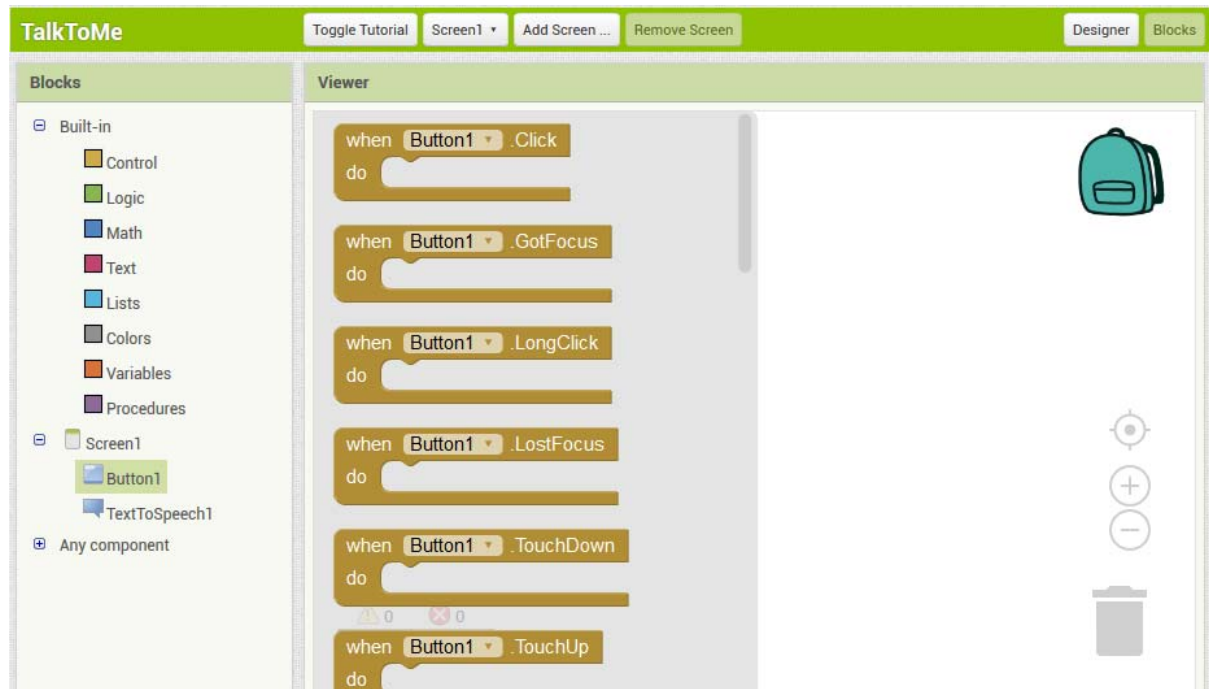 TalkToMe
Toggle Tutorial Screen1 Add Screen ... Remove Screen Designer Blocks
Blocks
Built-in
Control
Logic
Math
Text
Lists
Colors
Variables
Procedures
Screen1
Button1
TextToSpeech1
Any component
Viewer
when Button1 .Click
do
when Button1 .GotFocus
do
when Button1 .LongClick
do
when Button1 .LostFocus
do
when Button1 .TouchDown
do
0 0
when Button1 .TouchUp
do